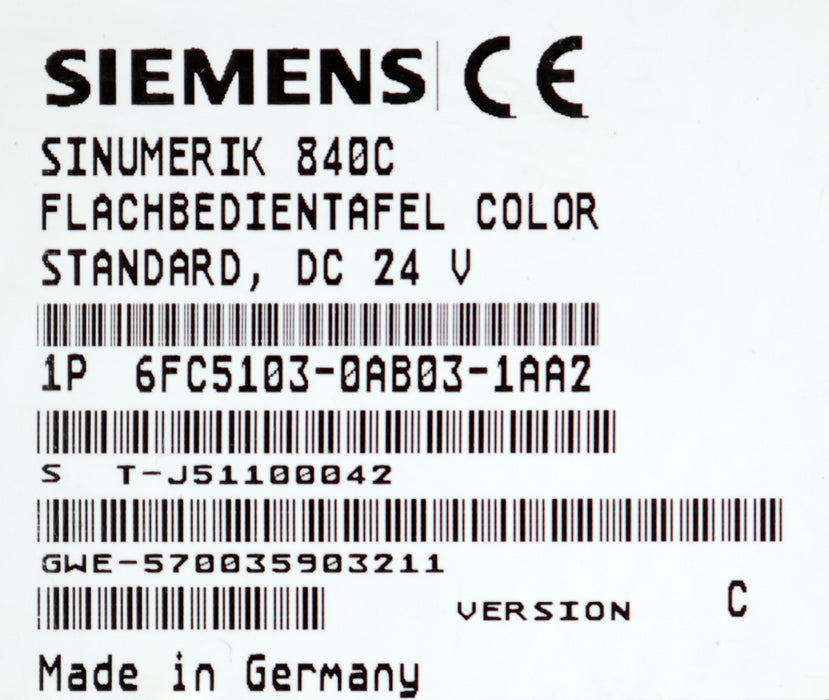 SIEMENS CE
SINUMERIK 840C
FLACHBEDIENTAFEL COLOR
STANDARD, DC 24 V
1P 6FC5103-0AB03-1AA2
S T-J51100042
GWE-570035903211
VERSION C
Made in Germany